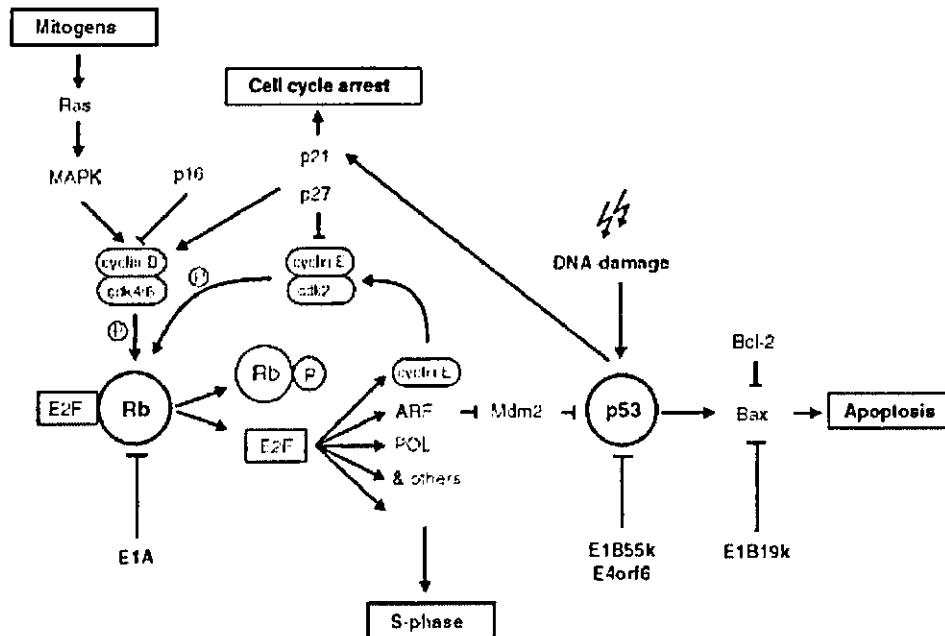 Mitogens
Ras
MAPK
p16
Cell cycle arrest
p21
p27
DNA-damage
cyclin D
cdk4/6
cyclin E
cdk2
P
P
Bcl-2
E2F
Rb
Rb
P
E2F
cyclin E
ARF
Mdm2
p53
Bax
Apoptosis
POL
& others
E1A
E1B55k
E4orf6
E1B19k
S-phase